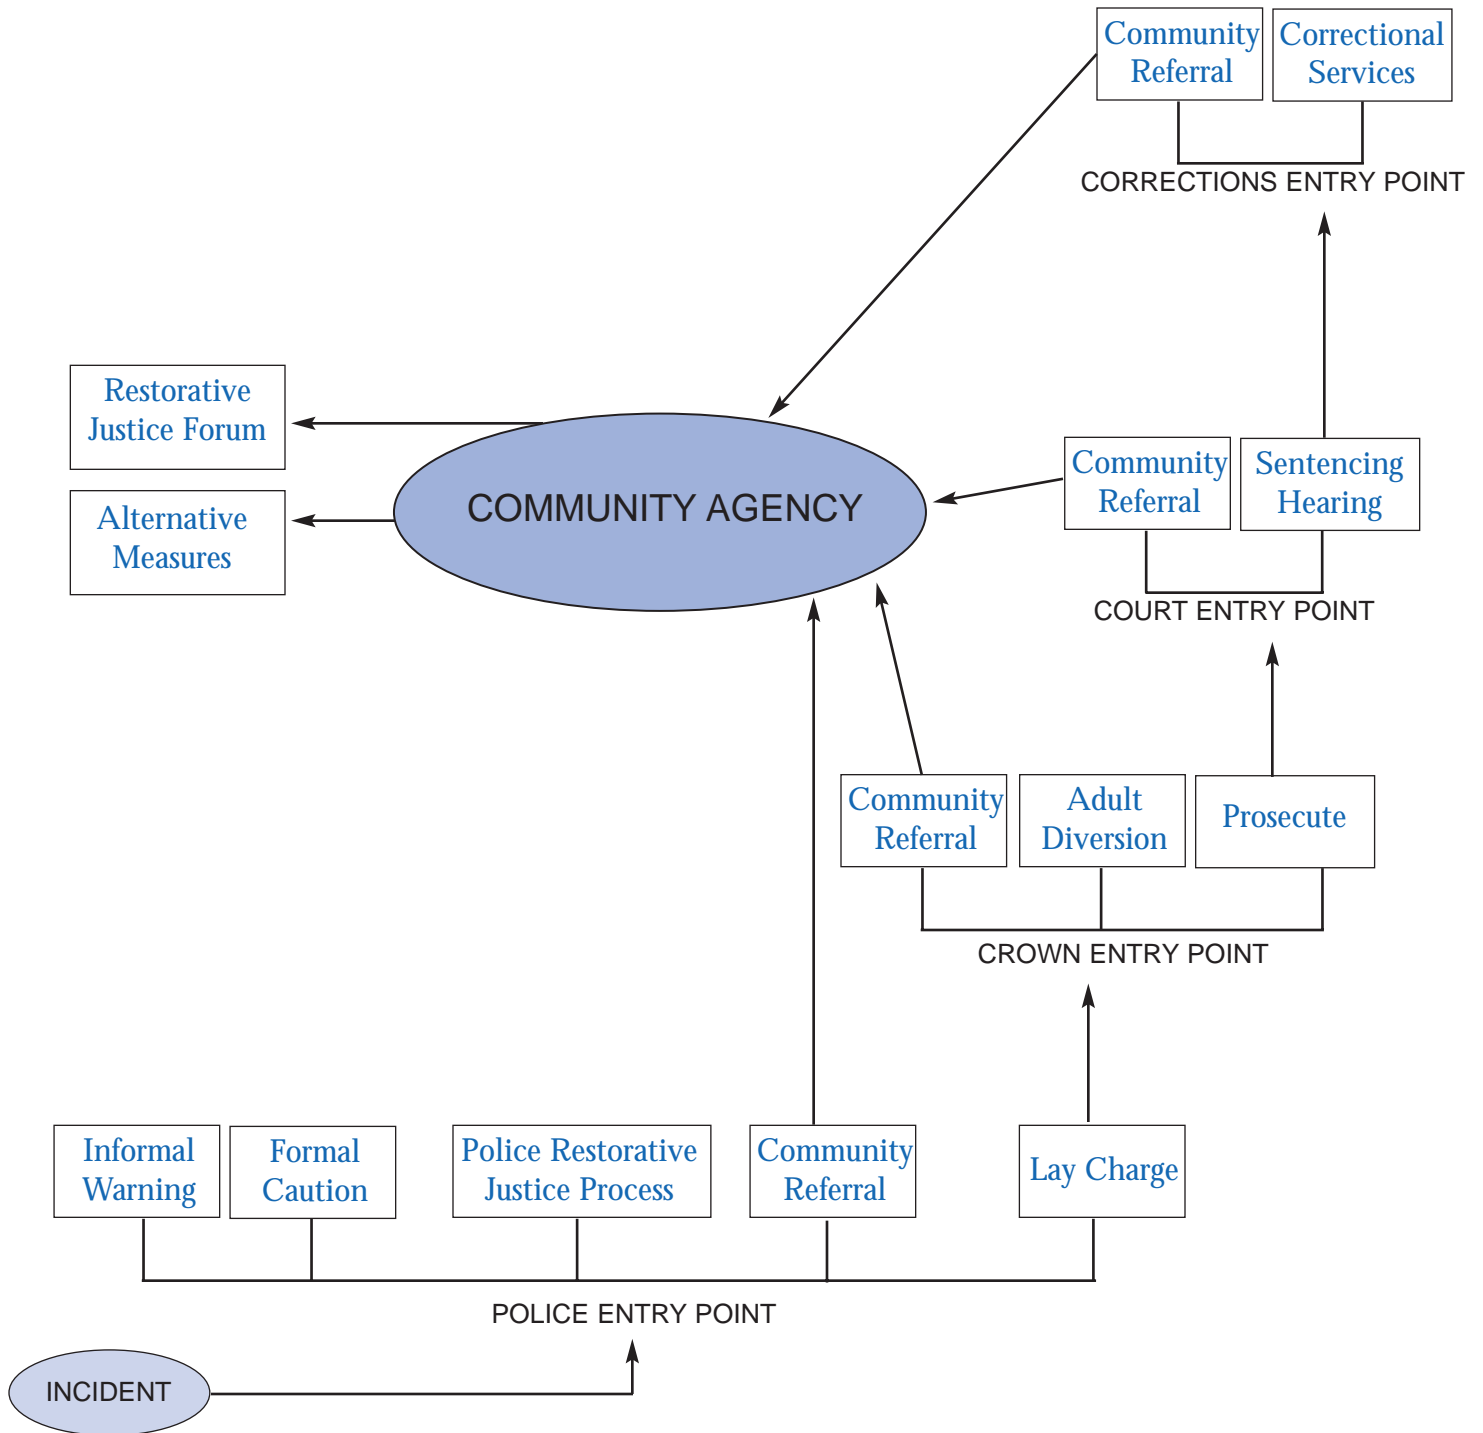 Community
Referral
Correctional
Services
CORRECTIONS ENTRY POINT
Restorative
Justice Forum
Alternative
Measures
COMMUNITY AGENCY
Community
Referral
Sentencing
Hearing
COURT ENTRY POINT
Community
Referral
Adult
Diversion
Prosecute
CROWN ENTRY POINT
Informal
Warning
Formal
Caution
Police Restorative
Justice Process
Community
Referral
Lay Charge
POLICE ENTRY POINT
INCIDENT